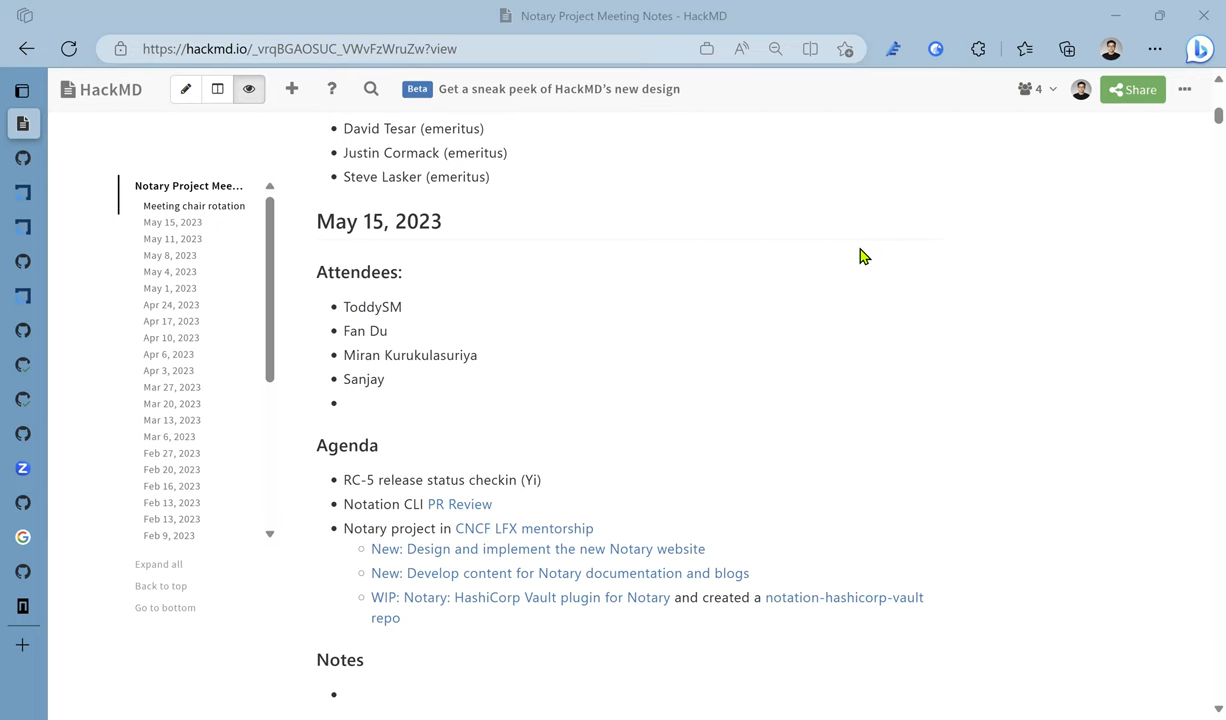 Notary Project Meeting Notes - HackMD
https://hackmd.io/_vrqBGAOSUC_VWvFzWruZw?view
HackMD
Beta Get a sneak peek of HackMD's new design
4
Share
David Tesar (emeritus)
Justin Cormack (emeritus)
Steve Lasker (emeritus)
Notary Project Mee...
Meeting chair rotation
May 15, 2023
May 11, 2023
May 8, 2023
May 4, 2023
May 1, 2023
Apr 24, 2023
Apr 17, 2023
Apr 10, 2023
Apr 6, 2023
Apr 3, 2023
Mar 27, 2023
Mar 20, 2023
Mar 13, 2023
Mar 6, 2023
Feb 27, 2023
Feb 20, 2023
Feb 16, 2023
Feb 13, 2023
Feb 13, 2023
Feb 9, 2023
Expand all
Back to top
Go to bottom
May 15, 2023
Attendees:
ToddySM
Fan Du
Miran Kurukulasuriya
Sanjay
Agenda
RC-5 release status checkin (Yi)
Notation CLI PR Review
Notary project in CNCF LFX mentorship
New: Design and implement the new Notary website
New: Develop content for Notary documentation and blogs
WIP: Notary: HashiCorp Vault plugin for Notary and created a notation-hashicorp-vault
repo
Notes